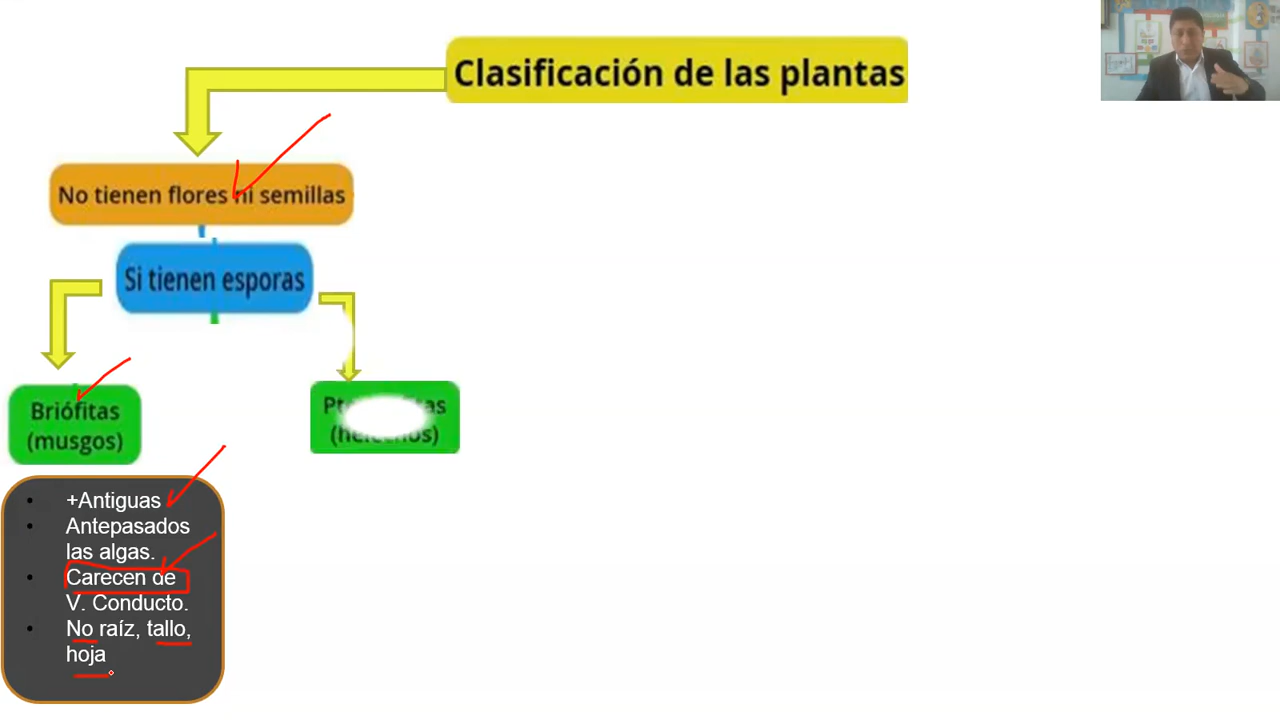 Clasificación de las plantas
No tienen flores ni semillas
Si tienen esporas
Briófitas
(musgos)
+Antiguas
Antepasados
las algas.
Carecen de
V. Conducto.
No raíz, tallo,
hoja